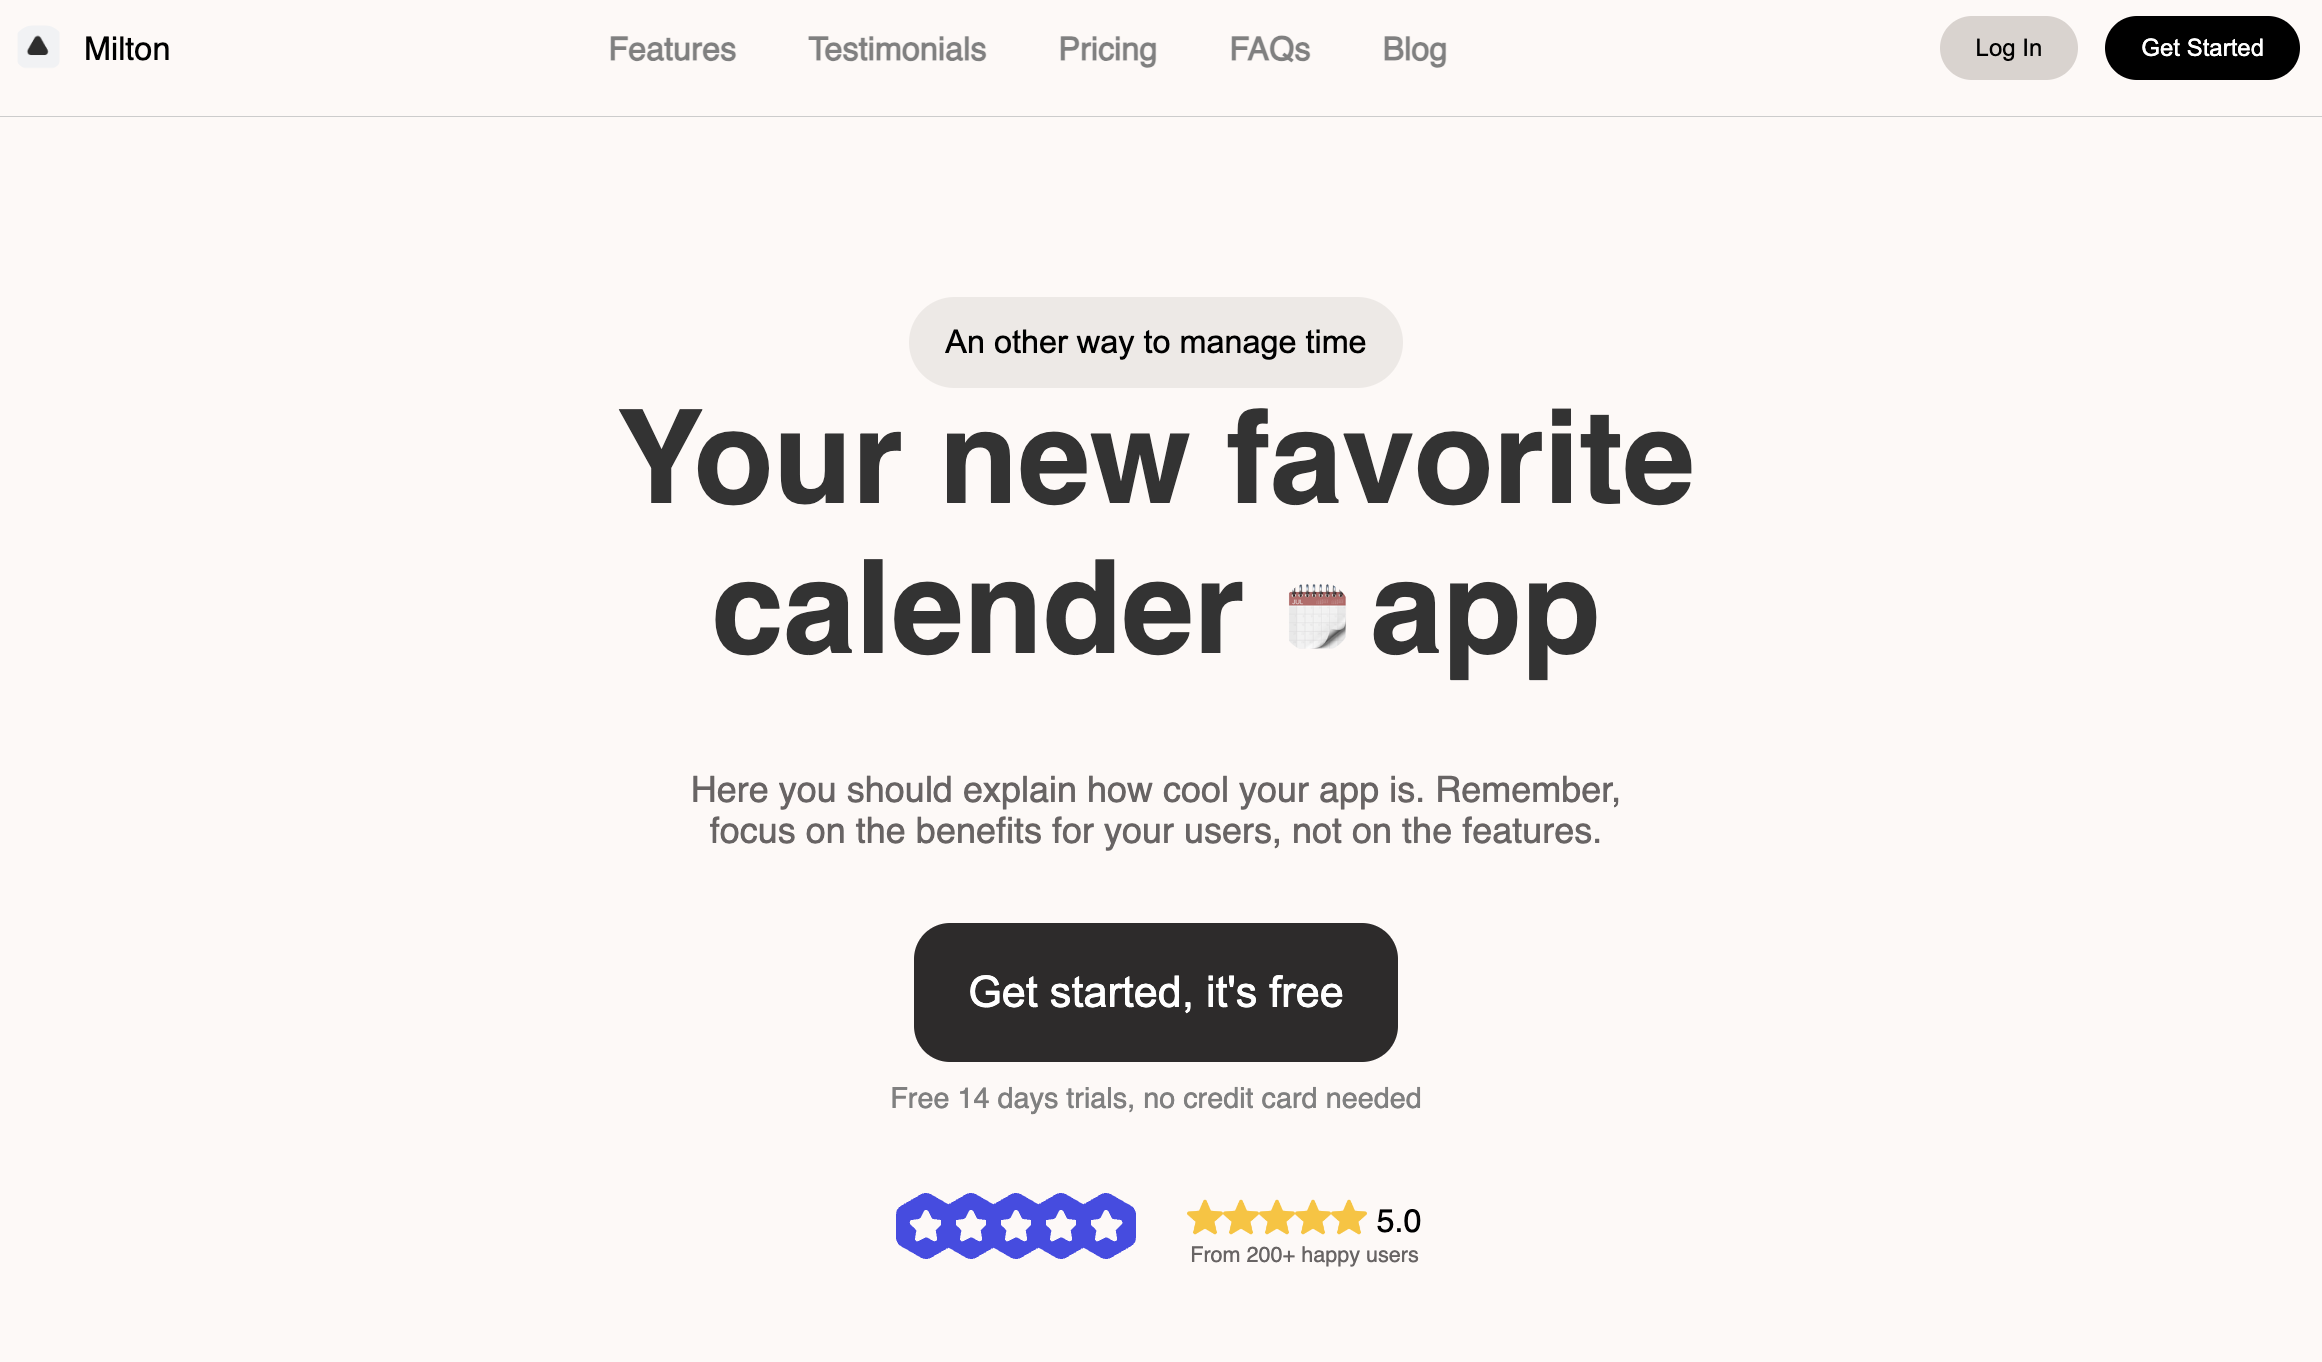 Milton
Features
Testimonials
Pricing
FAQs
Blog
Log In
Get Started
An other way to manage time
Your new favorite
calender app
Here you should explain how cool your app is. Remember,
focus on the benefits for your users, not on the features.
Get started, it's free
Free 14 days trials, no credit card needed
5.0
From 200+ happy users